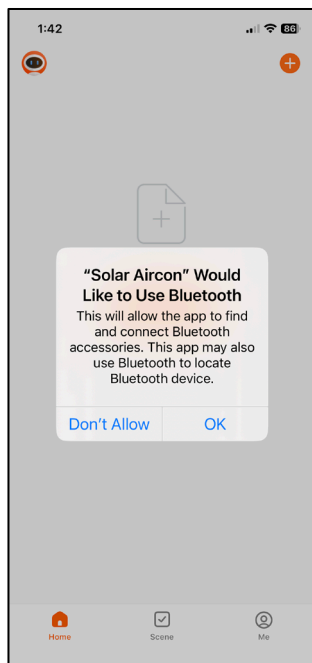 1:42
86
“Solar Aircon” Would
Like to Use Bluetooth
This will allow the app to find
and connect Bluetooth
accessories. This app may also
use Bluetooth to locate
Bluetooth device.
Don’t Allow
OK
Home
Scene
Me